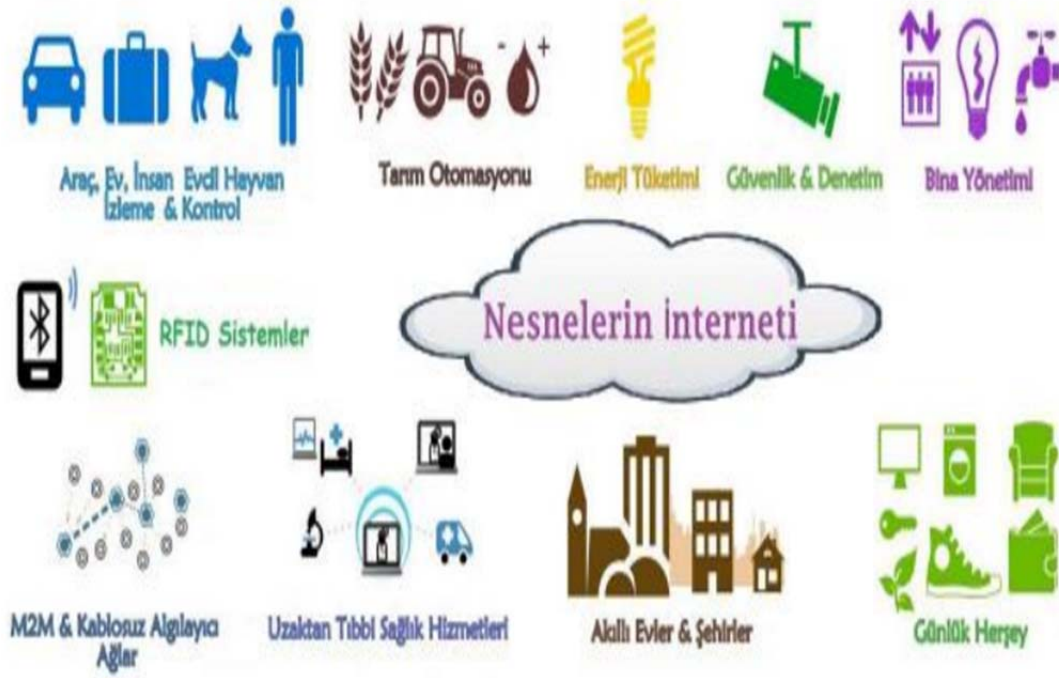 Araç, Ev, İnsan Evcil Hayvan
İzleme & Kontrol
Tarım Otomasyonu
Enerji Tüketimi
Güvenlik & Denetim
Bina Yönetimi
RFID Sistemler
Nesnelerin İnterneti
M2M & Kablosuz Algılayıcı
Ağlar
Uzaktan Tıbbi Sağlık Hizmetleri
Akıllı Evler & Şehirler
Günlük Herşey